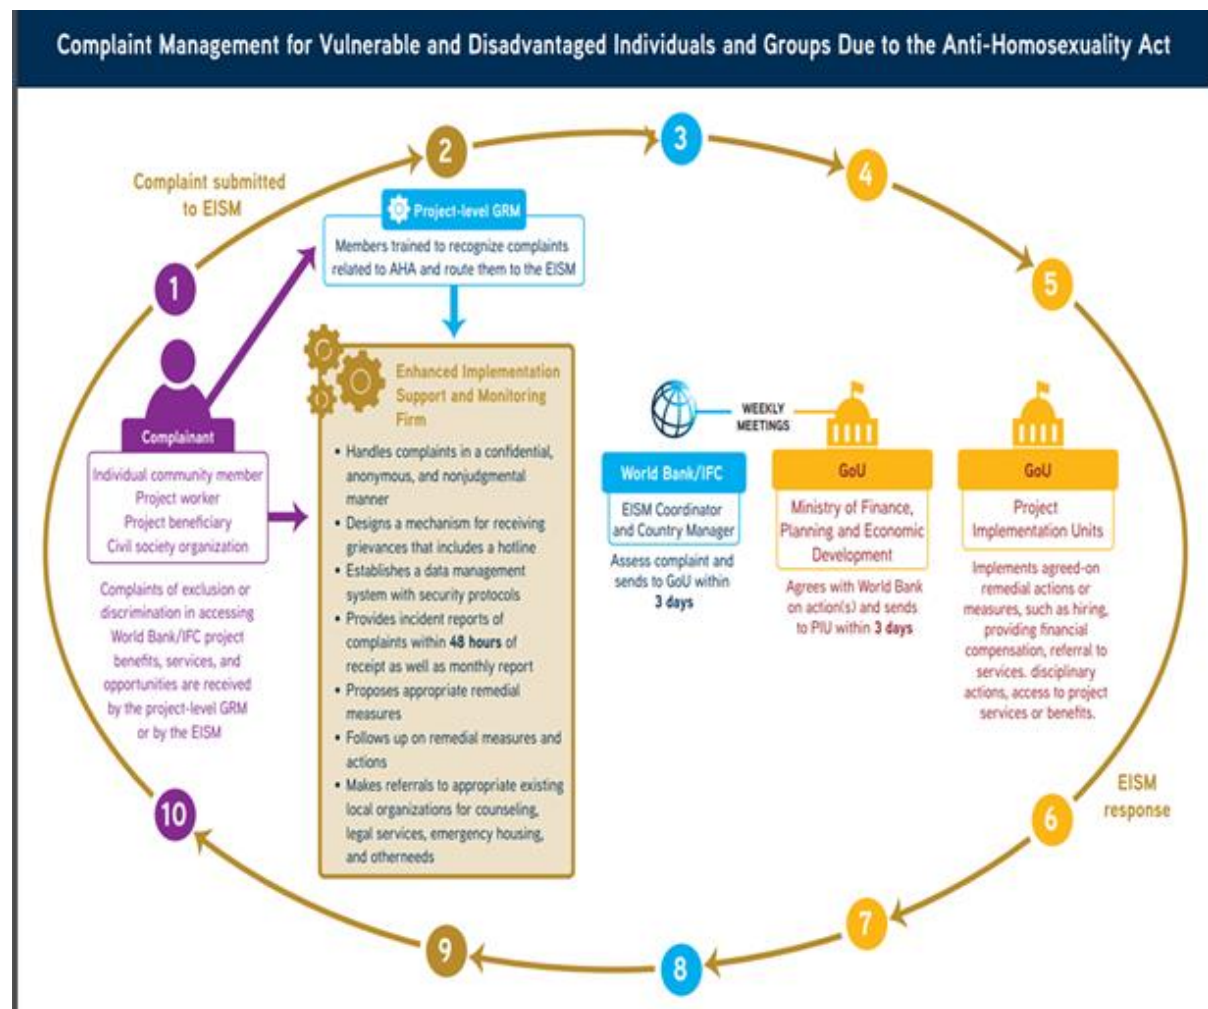 Complaint Management for Vulnerable and Disadvantaged Individuals and Groups Due to the Anti-Homosexuality Act
1
2
3
4
5
Complaint submitted
to EISM
Project-level GRM
Members trained to recognize complaints
related to AHA and route them to the EISM
Complainant
Individual community member
Project worker
Project beneficiary
Civil society organization
Complaints of exclusion or
discrimination in accessing
World Bank/IFC project
benefits, services, and
opportunities are received
by the project-level GRM
or by the EISM
Enhanced Implementation
Support and Monitoring
Firm
• Handles complaints in a confidential,
anonymous, and nonjudgmental
manner
• Designs a mechanism for receiving
grievances that includes a hotline
• Establishes a data management
system with security protocols
• Provides incident reports of
complaints within 48 hours of
receipt as well as monthly report
• Proposes appropriate remedial
measures
• Follows up on remedial measures and
actions
• Makes referrals to appropriate existing
local organizations for counseling,
legal services, emergency housing,
and otherneeds
WEEKLY
MEETINGS
World Bank/IFC
EISM Coordinator
and Country Manager
Assess complaint and
sends to GoU within
3 days
GoU
Ministry of Finance,
Planning and Economic
Development
Agrees with World Bank
on action(s) and sends
to PIU within 3 days
GoU
Project
Implementation Units
Implements agreed-on
remedial actions or
measures, such as hiring,
providing financial
compensation, referral to
services. disciplinary
actions, access to project
services or benefits.
EISM
response
6
7
8
9
10